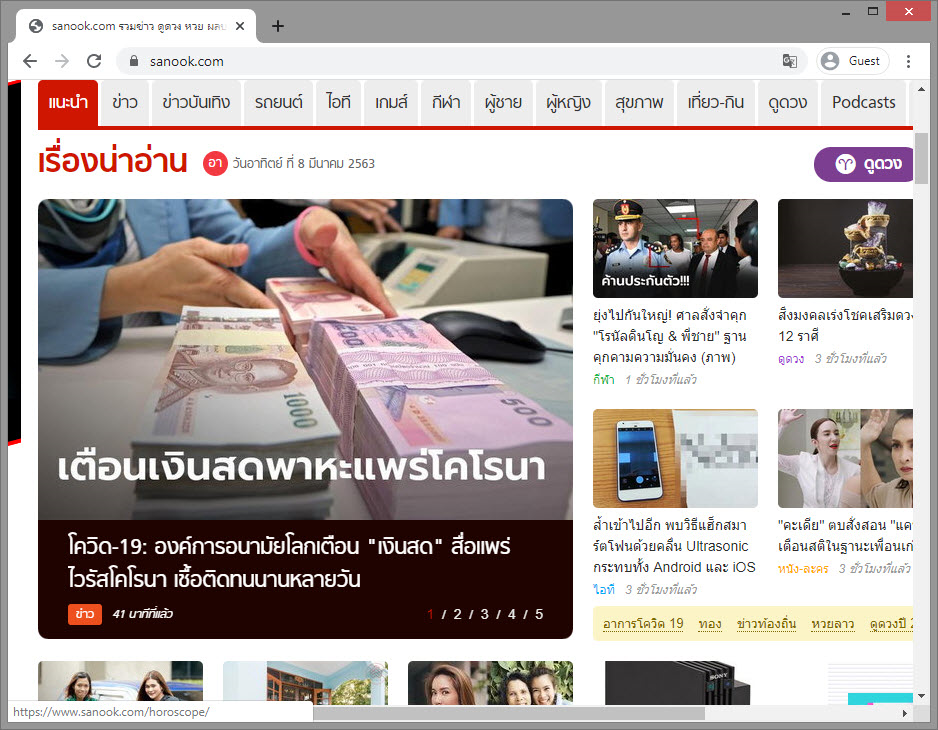 sanook.com รวมข่าว ดูดวง หวย ผลบ
sanook.com
Guest
แนะนำ ข่าว ข่าวบันเทิง รถยนต์ ไอที เกมส์ กีฬา ผู้ชาย ผู้หญิง สุขภาพ เที่ยว-กิน ดูดวง Podcasts
เรื่องน่าอ่าน อา วันอาทิตย์ ที่ 8 มีนาคม 2563
ดูดวง
1000
500
500
เตือนเงินสดพาหะแพร่โคโรนา
โควิด-19: องค์การอนามัยโลกเตือน "เงินสด" สื่อแพร่
ไวรัสโคโรนา เชื้อติดทนนานหลายวัน
ข่าว 41 นาทีที่แล้ว
1 / 2 / 3 / 4 / 5
ค้านประกันตัว!!!
ยุ่งไปกันใหญ่! ศาลสั่งจำคุก
"โรนัลดินโญ & พี่ชาย" ฐาน
คุกคามความมั่นคง (ภาพ)
กีฬา 1 ชั่วโมงที่แล้ว
สิ่งมงคลเร่งโชคเสริมดวง
12 ราศี
ดูดวง 3 ชั่วโมงที่แล้ว
ล้ำเข้าไปอีก พบวิธีแฮ็กสมา
ร์ตโฟนด้วยคลื่น Ultrasonic
กระทบทั้ง Android และ iOS
ไอที 3 ชั่วโมงที่แล้ว
"คะเดีย" ตบสั่งสอน "แค
เตือนสติในฐานะเพื่อนเก่
หนัง-ละคร 3 ชั่วโมงที่แล้ว
อาการโควิด 19 ทอง ข่าวท้องถิ่น หวยลาว ดูดวงปี 2
SONY
https://www.sanook.com/horoscope/